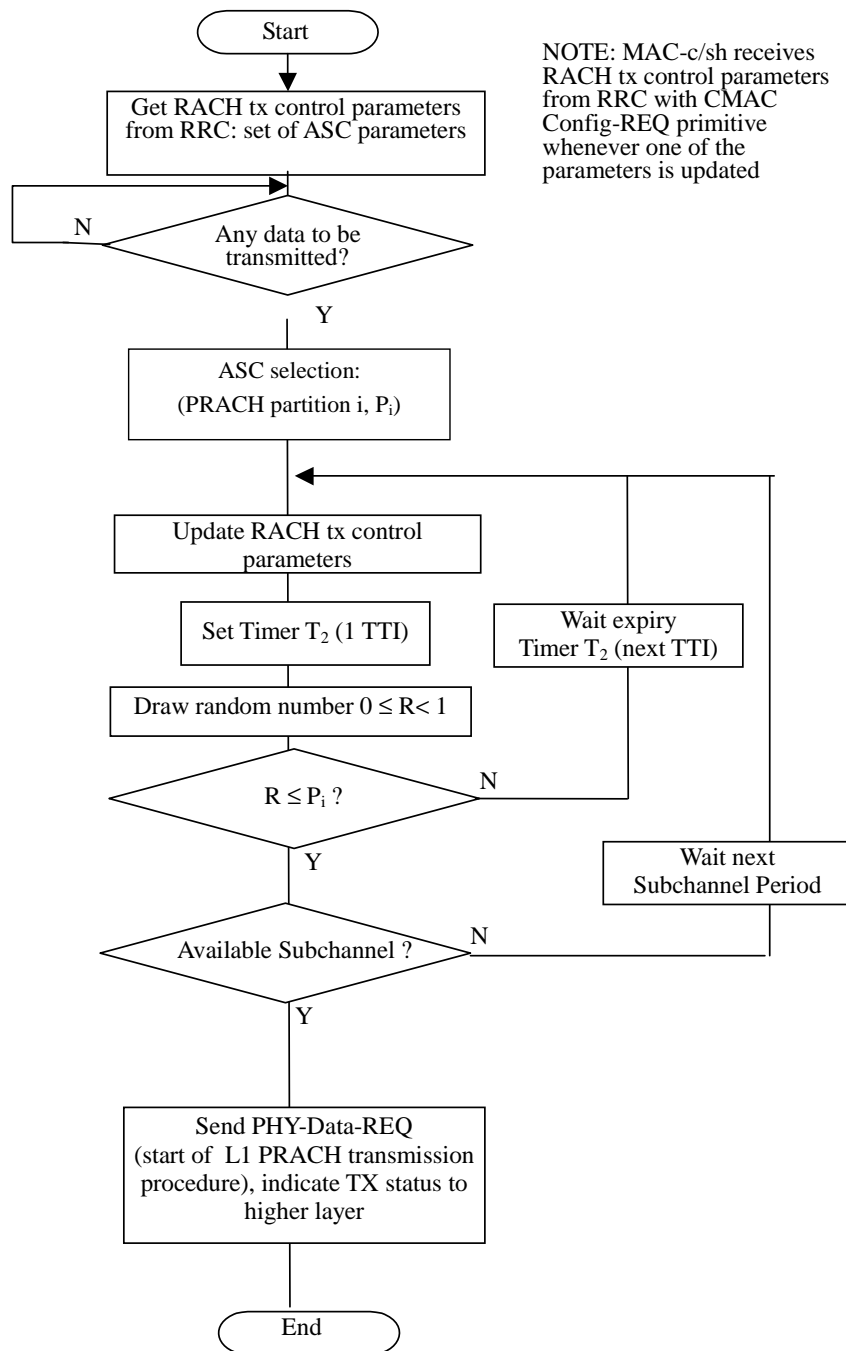 Start
NOTE: MAC-c/sh receives
RACH tx control parameters
from RRC with CMAC
Config-REQ primitive
whenever one of the
parameters is updated
Get RACH tx control parameters
from RRC: set of ASC parameters
N
Any data to be
transmitted?
Y
ASC selection:
(PRACH partition i, Pᵢ)
Update RACH tx control
parameters
Set Timer T₂ (1 TTI)
Wait expiry
Timer T₂ (next TTI)
Draw random number 0 ≤ R< 1
R ≤ Pᵢ ?
N
Y
Wait next
Subchannel Period
Available Subchannel ?
N
Y
Send PHY-Data-REQ
(start of L1 PRACH transmission
procedure), indicate TX status to
higher layer
End